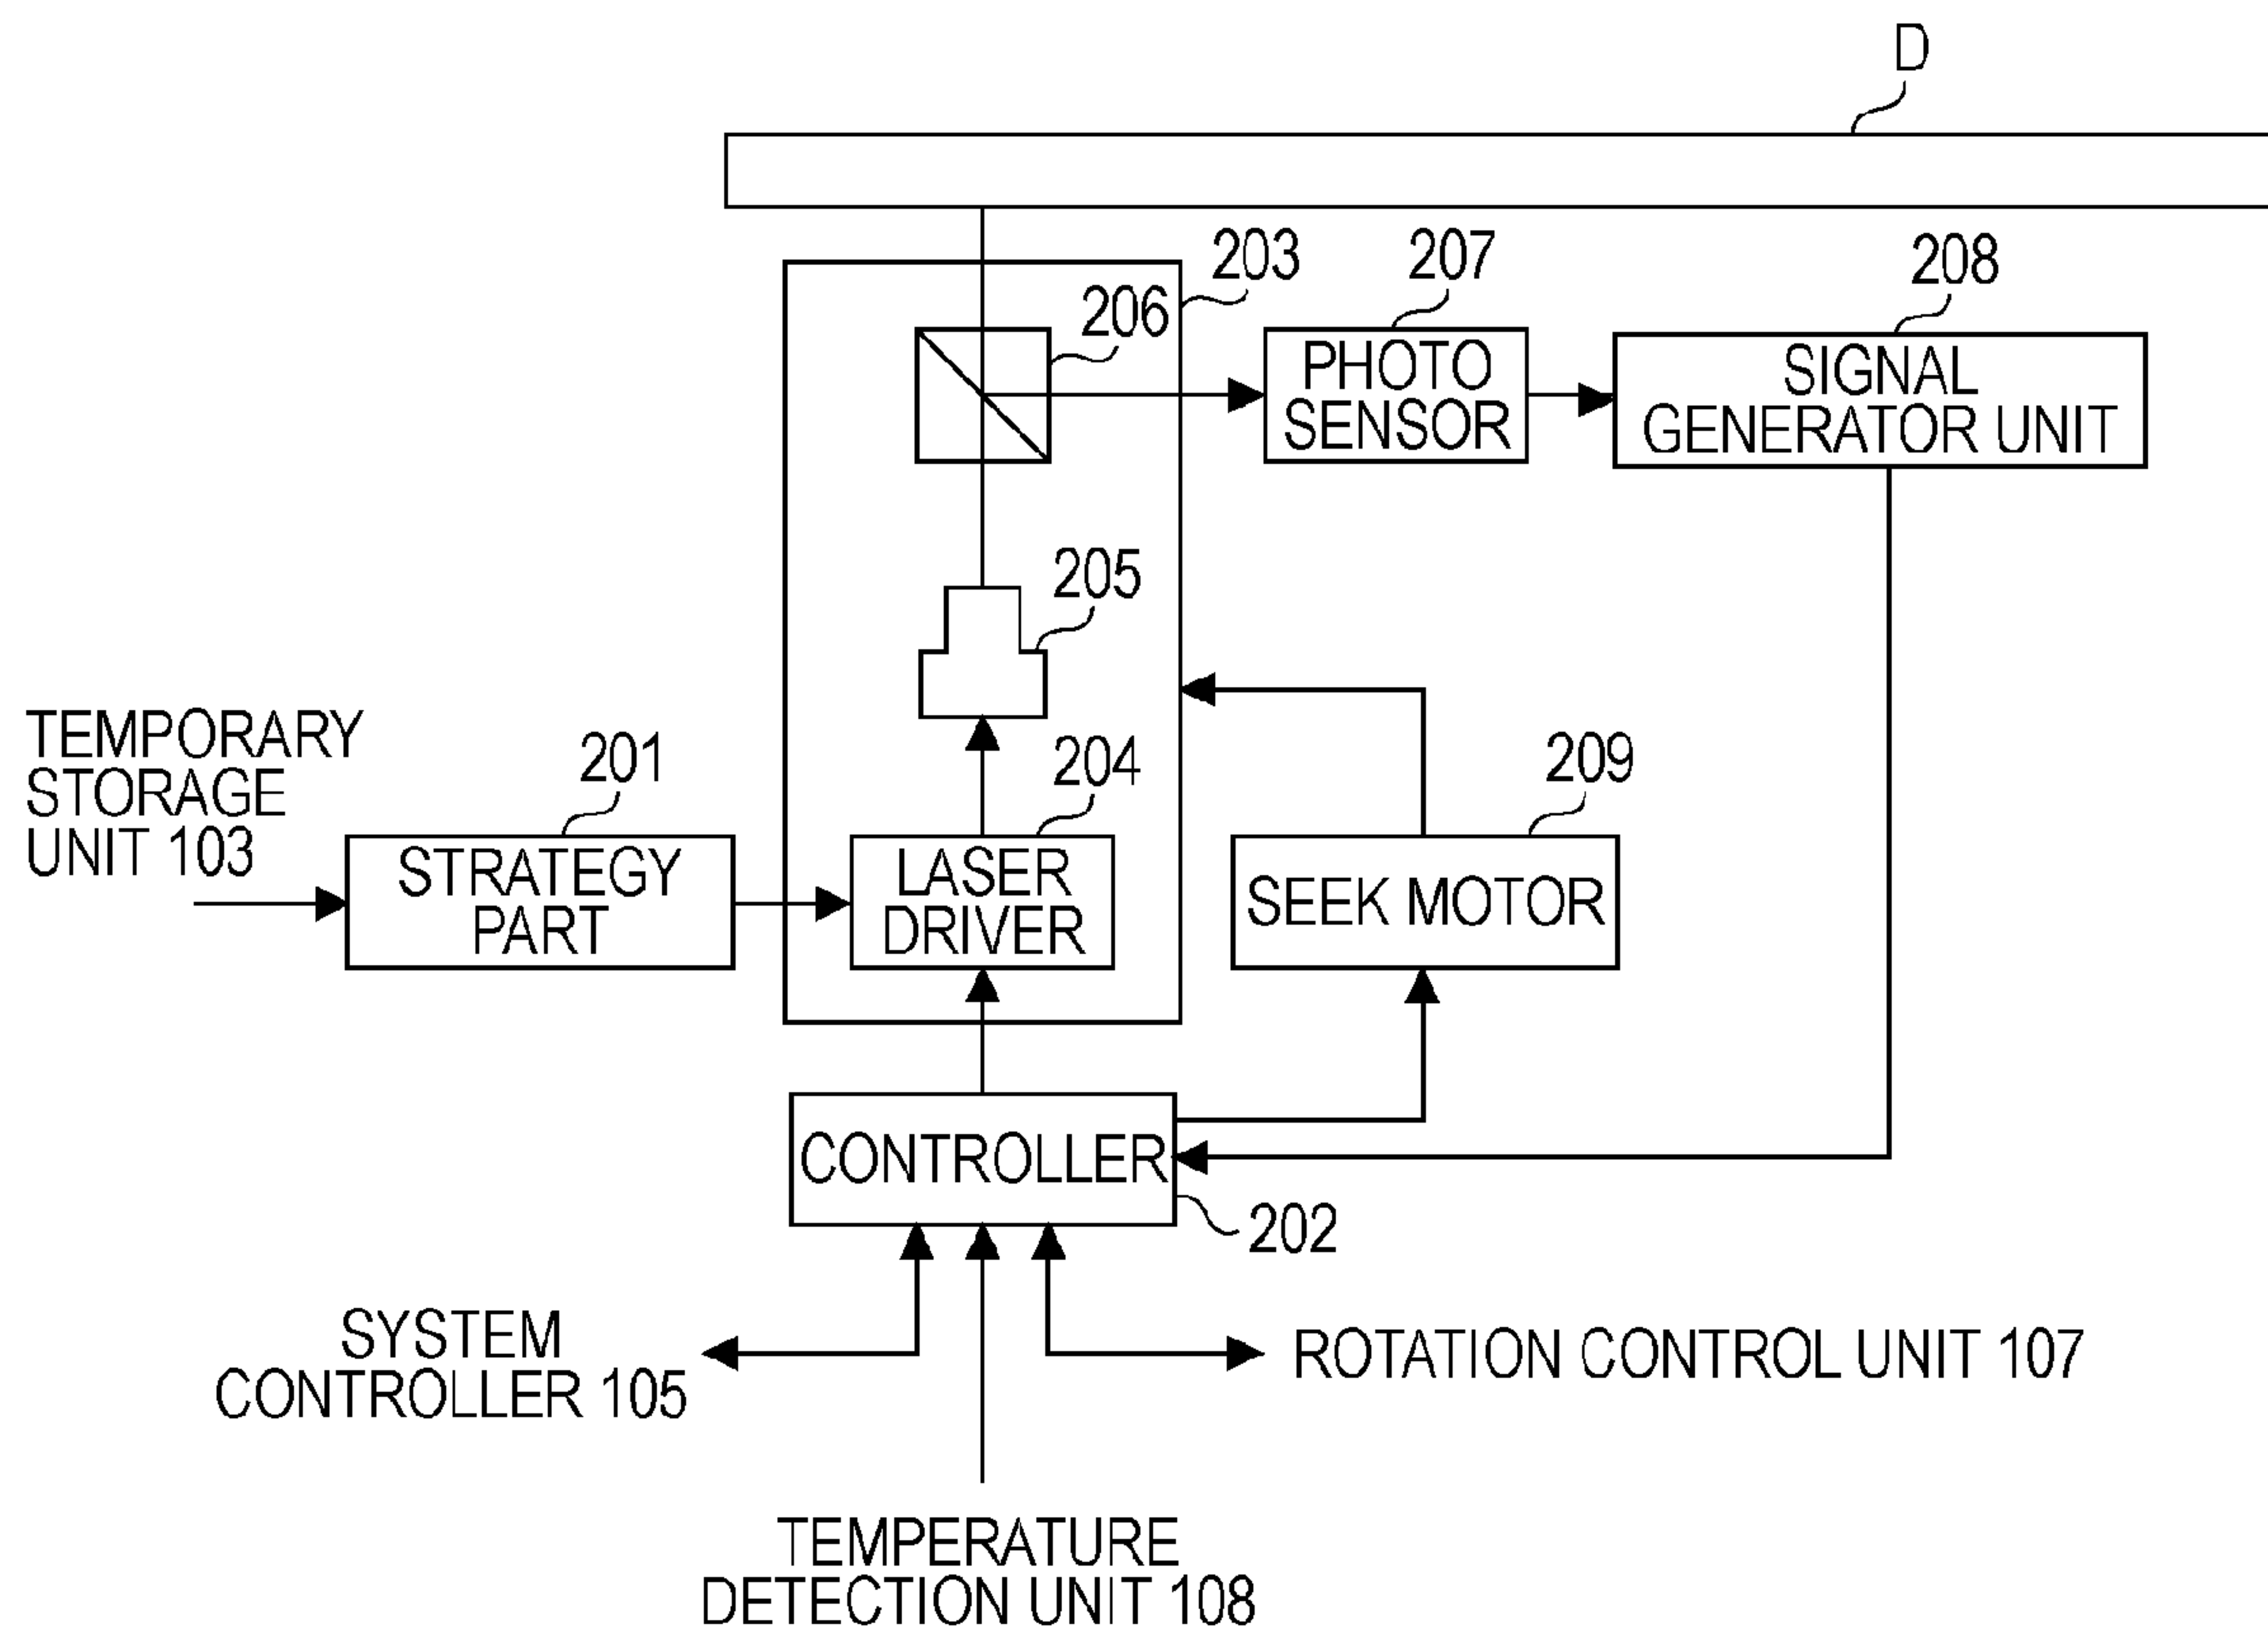 D
203
207
208
206
PHOTO
SENSOR
SIGNAL
GENERATOR UNIT
205
TEMPORARY
STORAGE
UNIT 103
201
204
209
STRATEGY
PART
LASER
DRIVER
SEEK MOTOR
CONTROLLER
202
SYSTEM
CONTROLLER 105
ROTATION CONTROL UNIT 107
TEMPERATURE
DETECTION UNIT 108